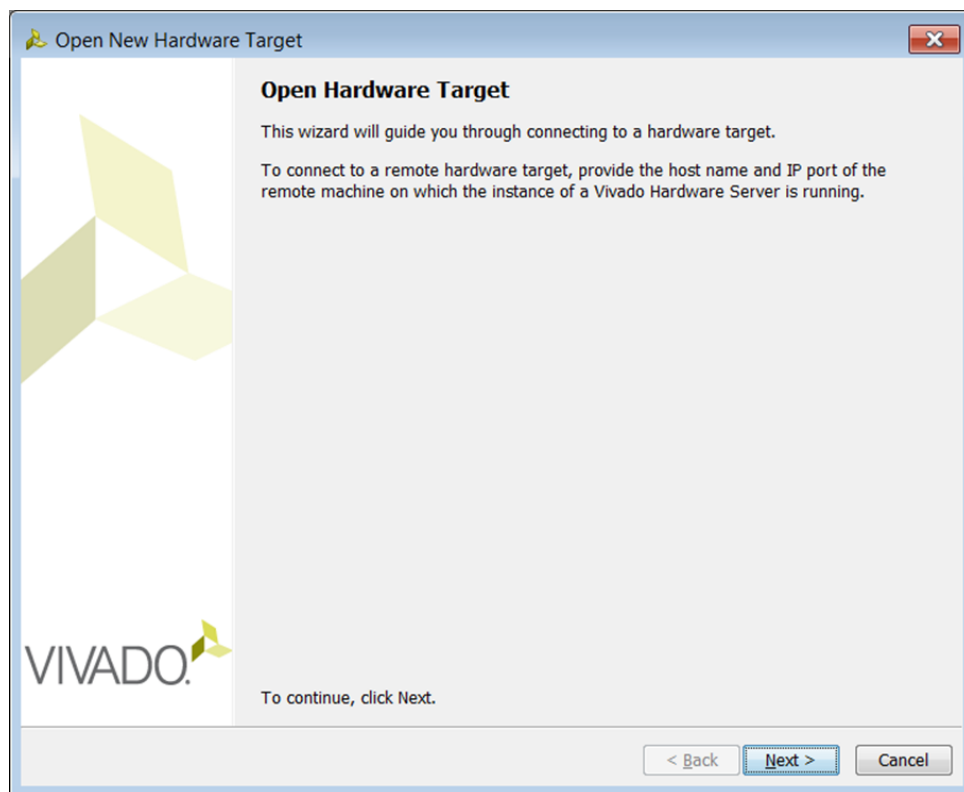 Open New Hardware Target
Open Hardware Target
This wizard will guide you through connecting to a hardware target.
To connect to a remote hardware target, provide the host name and IP port of the
remote machine on which the instance of a Vivado Hardware Server is running.
VIVADO.
To continue, click Next.
< Back Next > Cancel